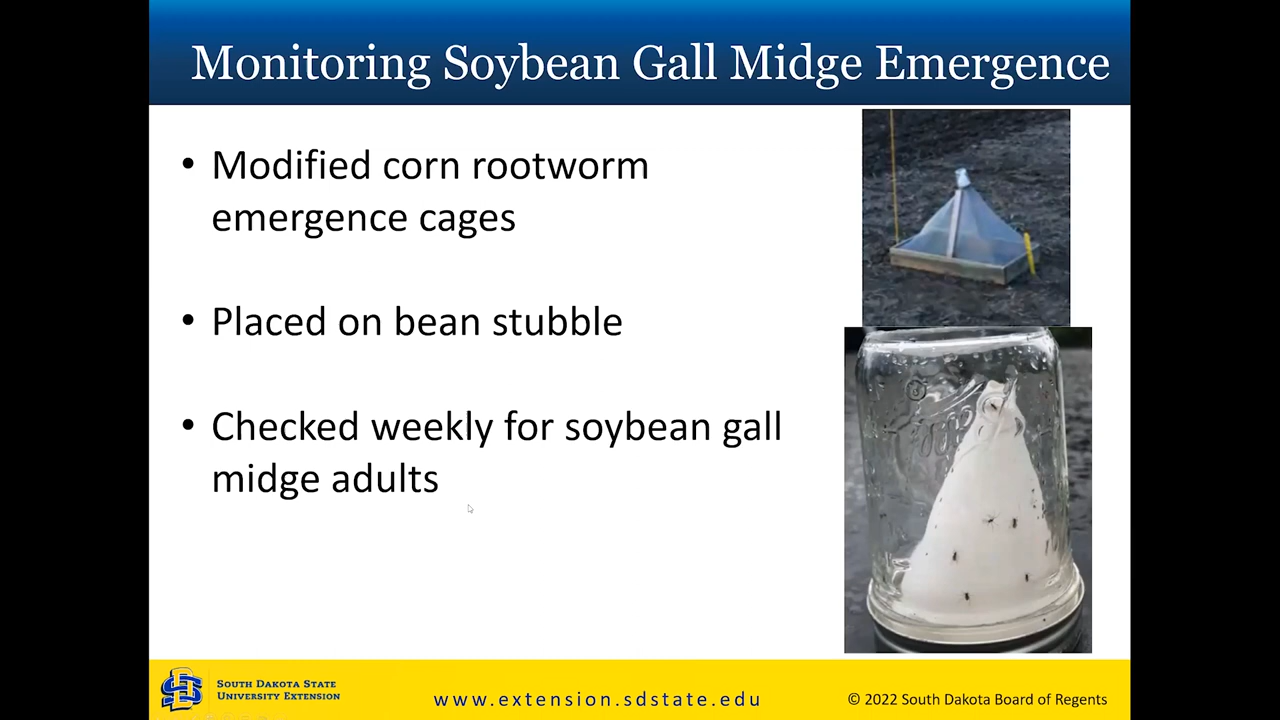 Monitoring Soybean Gall Midge Emergence
• Modified corn rootworm
emergence cages
• Placed on bean stubble
• Checked weekly for soybean gall
midge adults
SOUTH DAKOTA STATE
UNIVERSITY EXTENSION
www.extension.sdstate.edu
© 2022 South Dakota Board of Regents